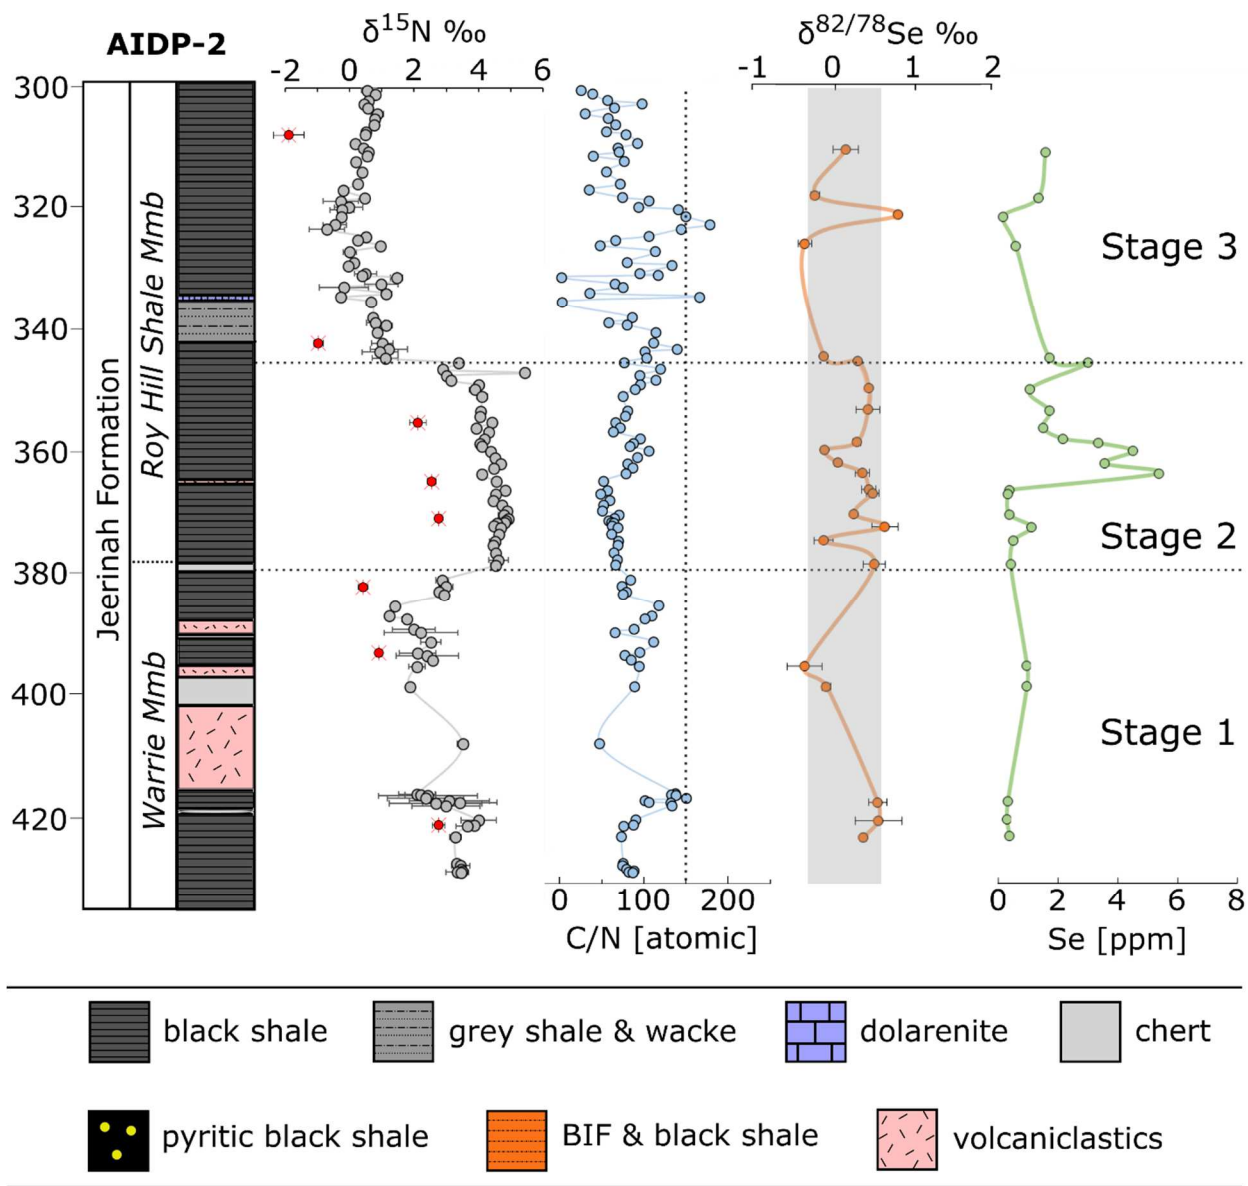 AIDP-2
δ15N ‰
δ82/78Se ‰
-2 0 2 4 6
-1 0 1 2
300
320
340
360
380
400
420
Jeerinah Formation
Roy Hill Shale Mmb
Warrie Mmb
Stage 3
Stage 2
Stage 1
0 100 200
C/N [atomic]
0 2 4 6 8
Se [ppm]
black shale
grey shale & wacke
dolarenite
chert
pyritic black shale
BIF & black shale
volcaniclastics